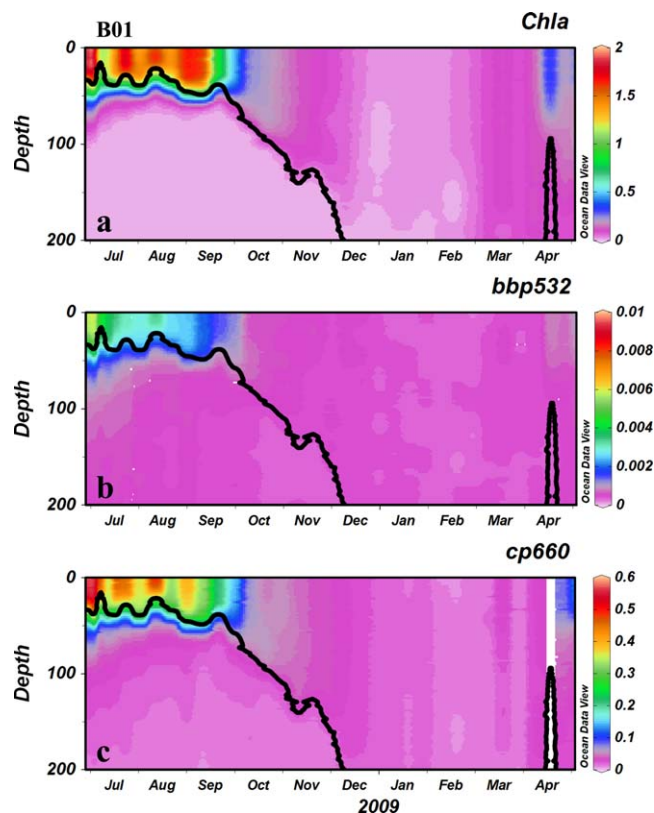 B01
Chla
0
100
200
Depth
a
2
1.5
1
0.5
0
Ocean Data View
Jul Aug Sep Oct Nov Dec Jan Feb Mar Apr
bbp532
0
100
200
Depth
b
0.01
0.008
0.006
0.004
0.002
0
Ocean Data View
Jul Aug Sep Oct Nov Dec Jan Feb Mar Apr
cp660
0
100
200
Depth
c
0.6
0.5
0.4
0.3
0.2
0.1
0
Ocean Data View
Jul Aug Sep Oct Nov Dec Jan Feb Mar Apr
2009